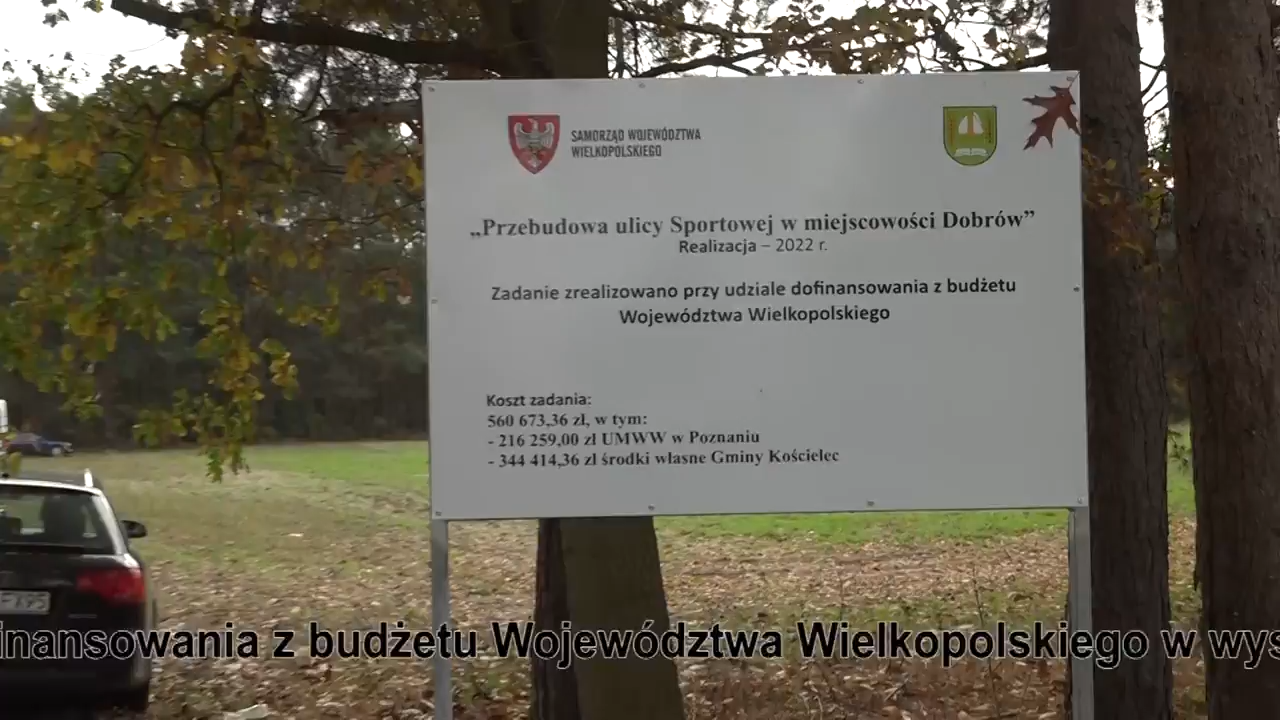 SAMORZĄD WOJEWÓDZTWA
WIELKOPOLSKIEGO
„Przebudowa ulicy Sportowej w miejscowości Dobrów”
Realizacja – 2022 r.
Zadanie zrealizowano przy udziale dofinansowania z budżetu
Województwa Wielkopolskiego
Koszt zadania:
560 673,36 zł, w tym:
- 216 259,00 zł UMWW w Poznaniu
- 344 414,36 zł środki własne Gminy Kościelec
inansowania z budżetu Województwa Wielkopolskiego w wys